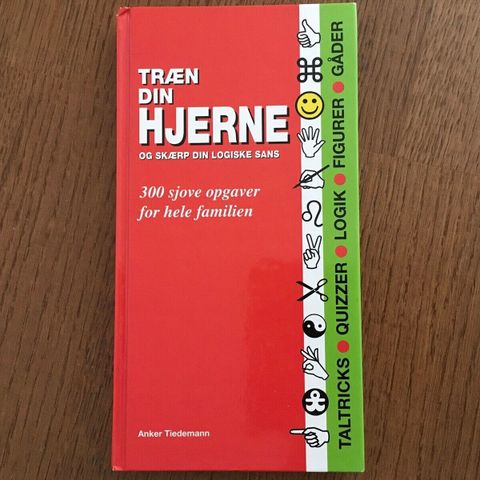 TRÆN
DIN
HJERNE
OG SKÆRP DIN LOGISKE SANS
300 sjove opgaver
for hele familien
Anker Tiedemann
TALTRICKS ● QUIZZER ● LOGIK ● FIGURER ● GÅDER